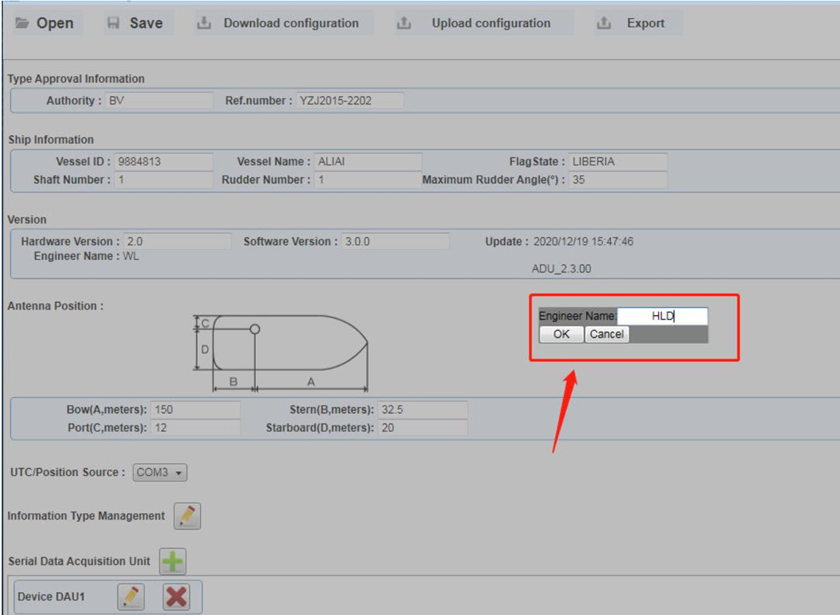 Open Save Download configuration Upload configuration Export
Type Approval Information
Authority : BV Ref.number : YZJ2015-2202
Ship Information
Vessel ID : 9884813 Vessel Name : ALIAI FlagState : LIBERIA
Shaft Number : 1 Rudder Number : 1 Maximum Rudder Angle(°) : 35
Version
Hardware Version : 2.0 Software Version : 3.0.0 Update : 2020/12/19 15:47:46
Engineer Name : WL
ADU_2.3.00
Antenna Position :
C
D
B A
Engineer Name: HLD
OK Cancel
Bow(A,meters): 150 Stern(B,meters): 32.5
Port(C,meters): 12 Starboard(D,meters): 20
UTC/Position Source : COM3
Information Type Management
Serial Data Acquisition Unit
Device DAU1